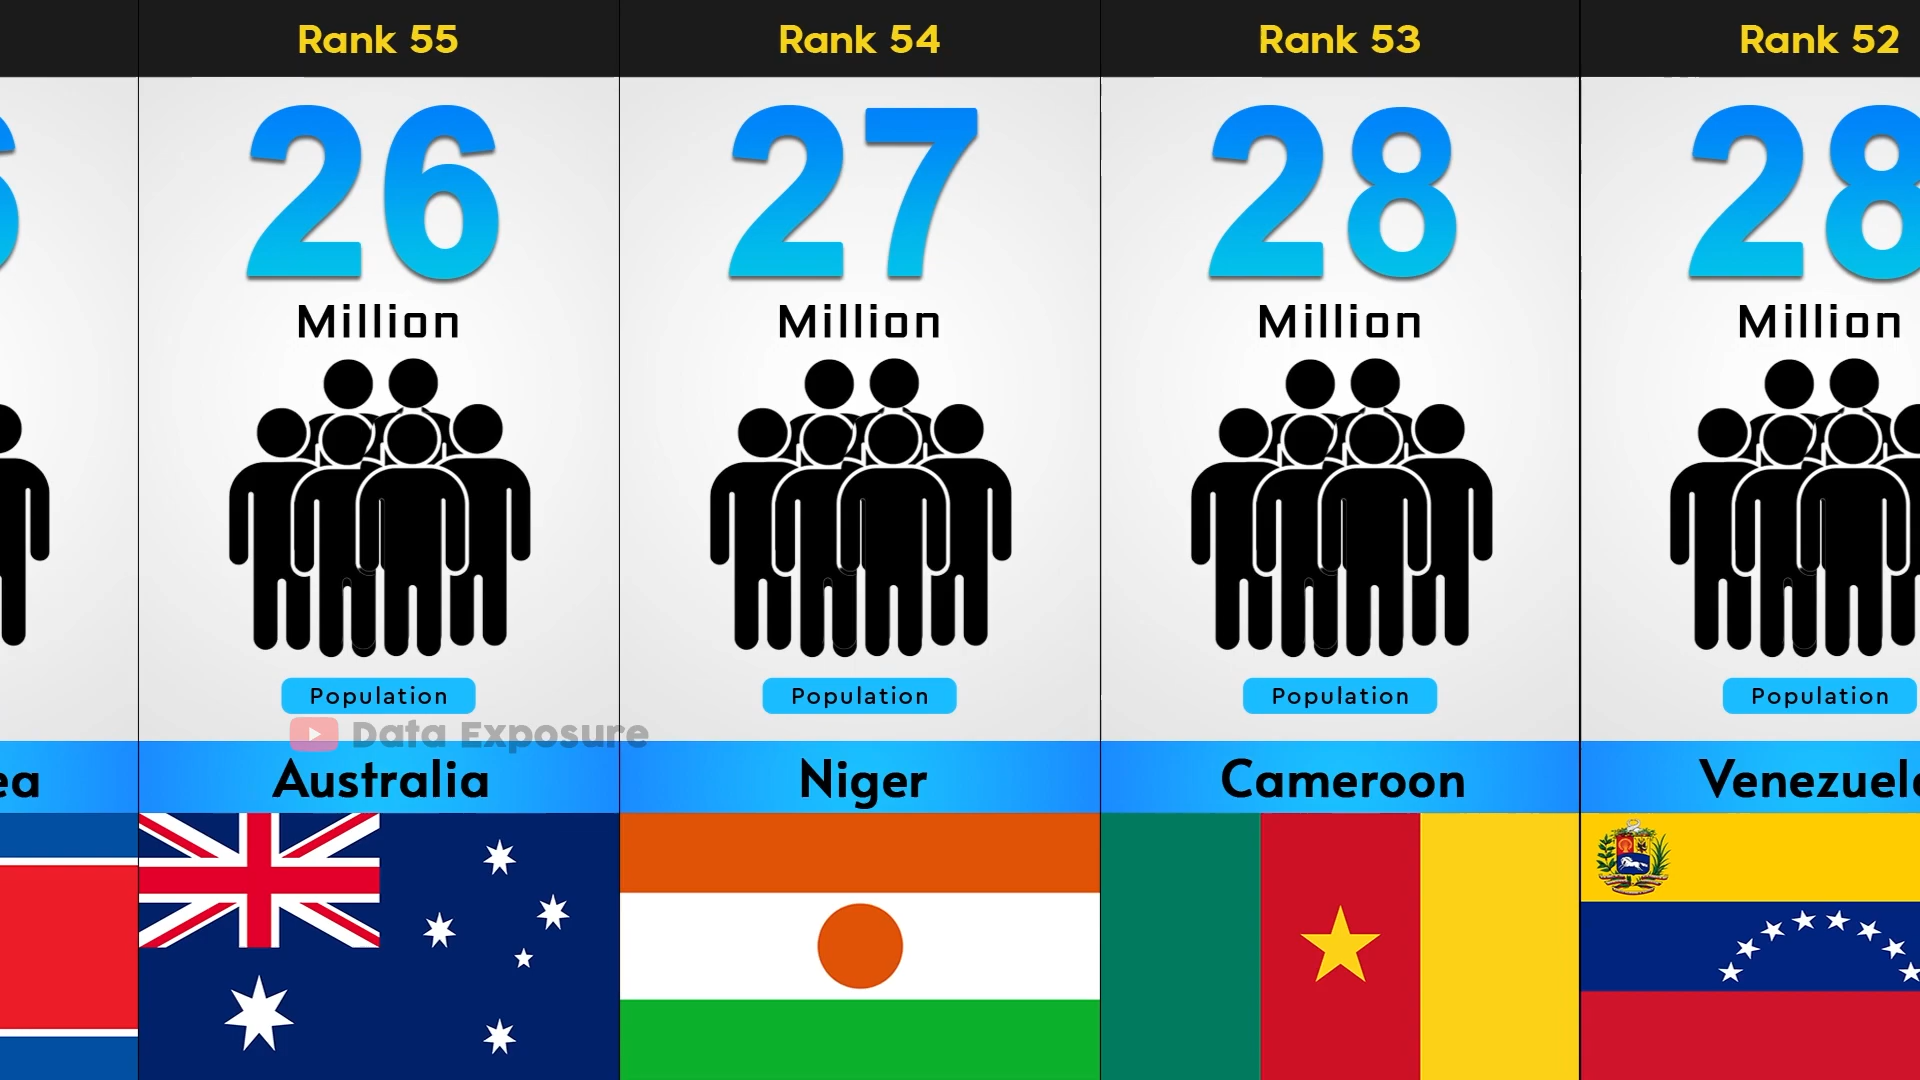 Rank 55
26
Million
Population
Australia
Rank 54
27
Million
Population
Niger
Rank 53
28
Million
Population
Cameroon
Rank 52
28
Million
Population
Data Exposure